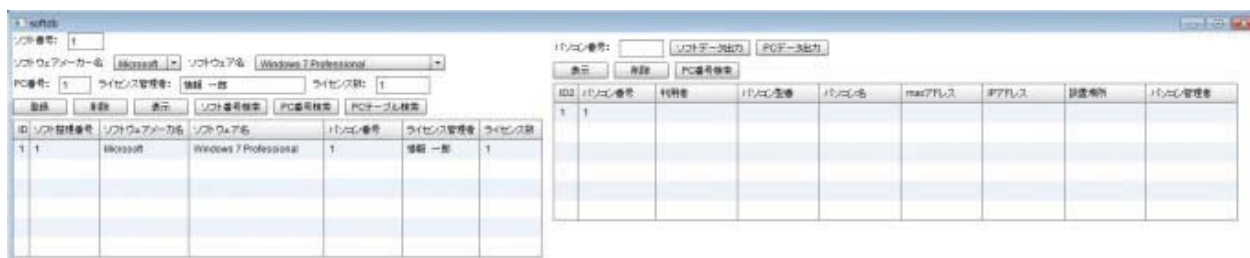 softdb
ソフト番号: 1
ソフトウェアメーカー名 Microsoft ソフトウェア名 Windows 7 Professional
PC番号: 1 ライセンス管理者: 情報 一郎 ライセンス数: 1
登録 削除 表示 ソフト番号検索 PC番号検索 PCテーブル検索
ID ソフト整理番号 ソフトウェアメーカ名 ソフトウェア名 パソコン番号 ライセンス管理者 ライセンス数
1 1 Microsoft Windows 7 Professional 1 情報 一郎 1
パソコン番号: ソフトデータ出力 PCデータ出力
表示 削除 PC番号検索
ID2 パソコン番号 利用者 パソコン型番 パソコン名 macアドレス IPアドレス 設置場所 パソコン管理者
1 1